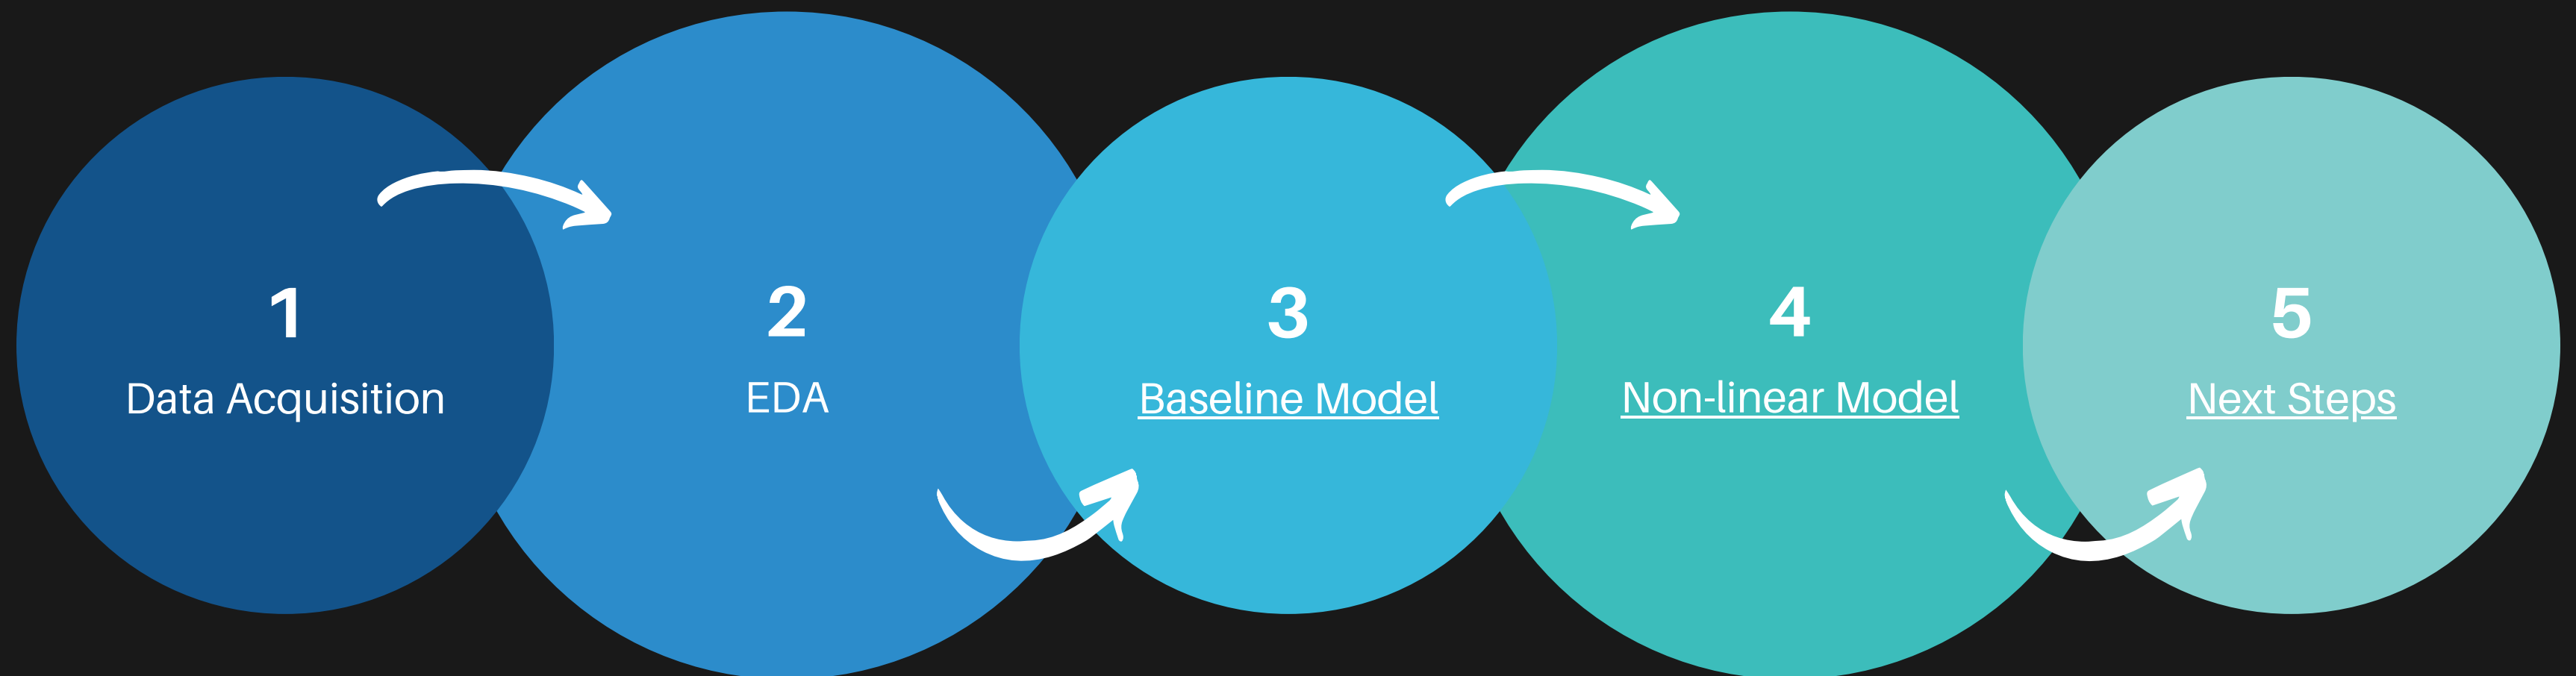 1
Data Acquisition
2
EDA
3
Baseline Model
4
Non-linear Model
5
Next Steps